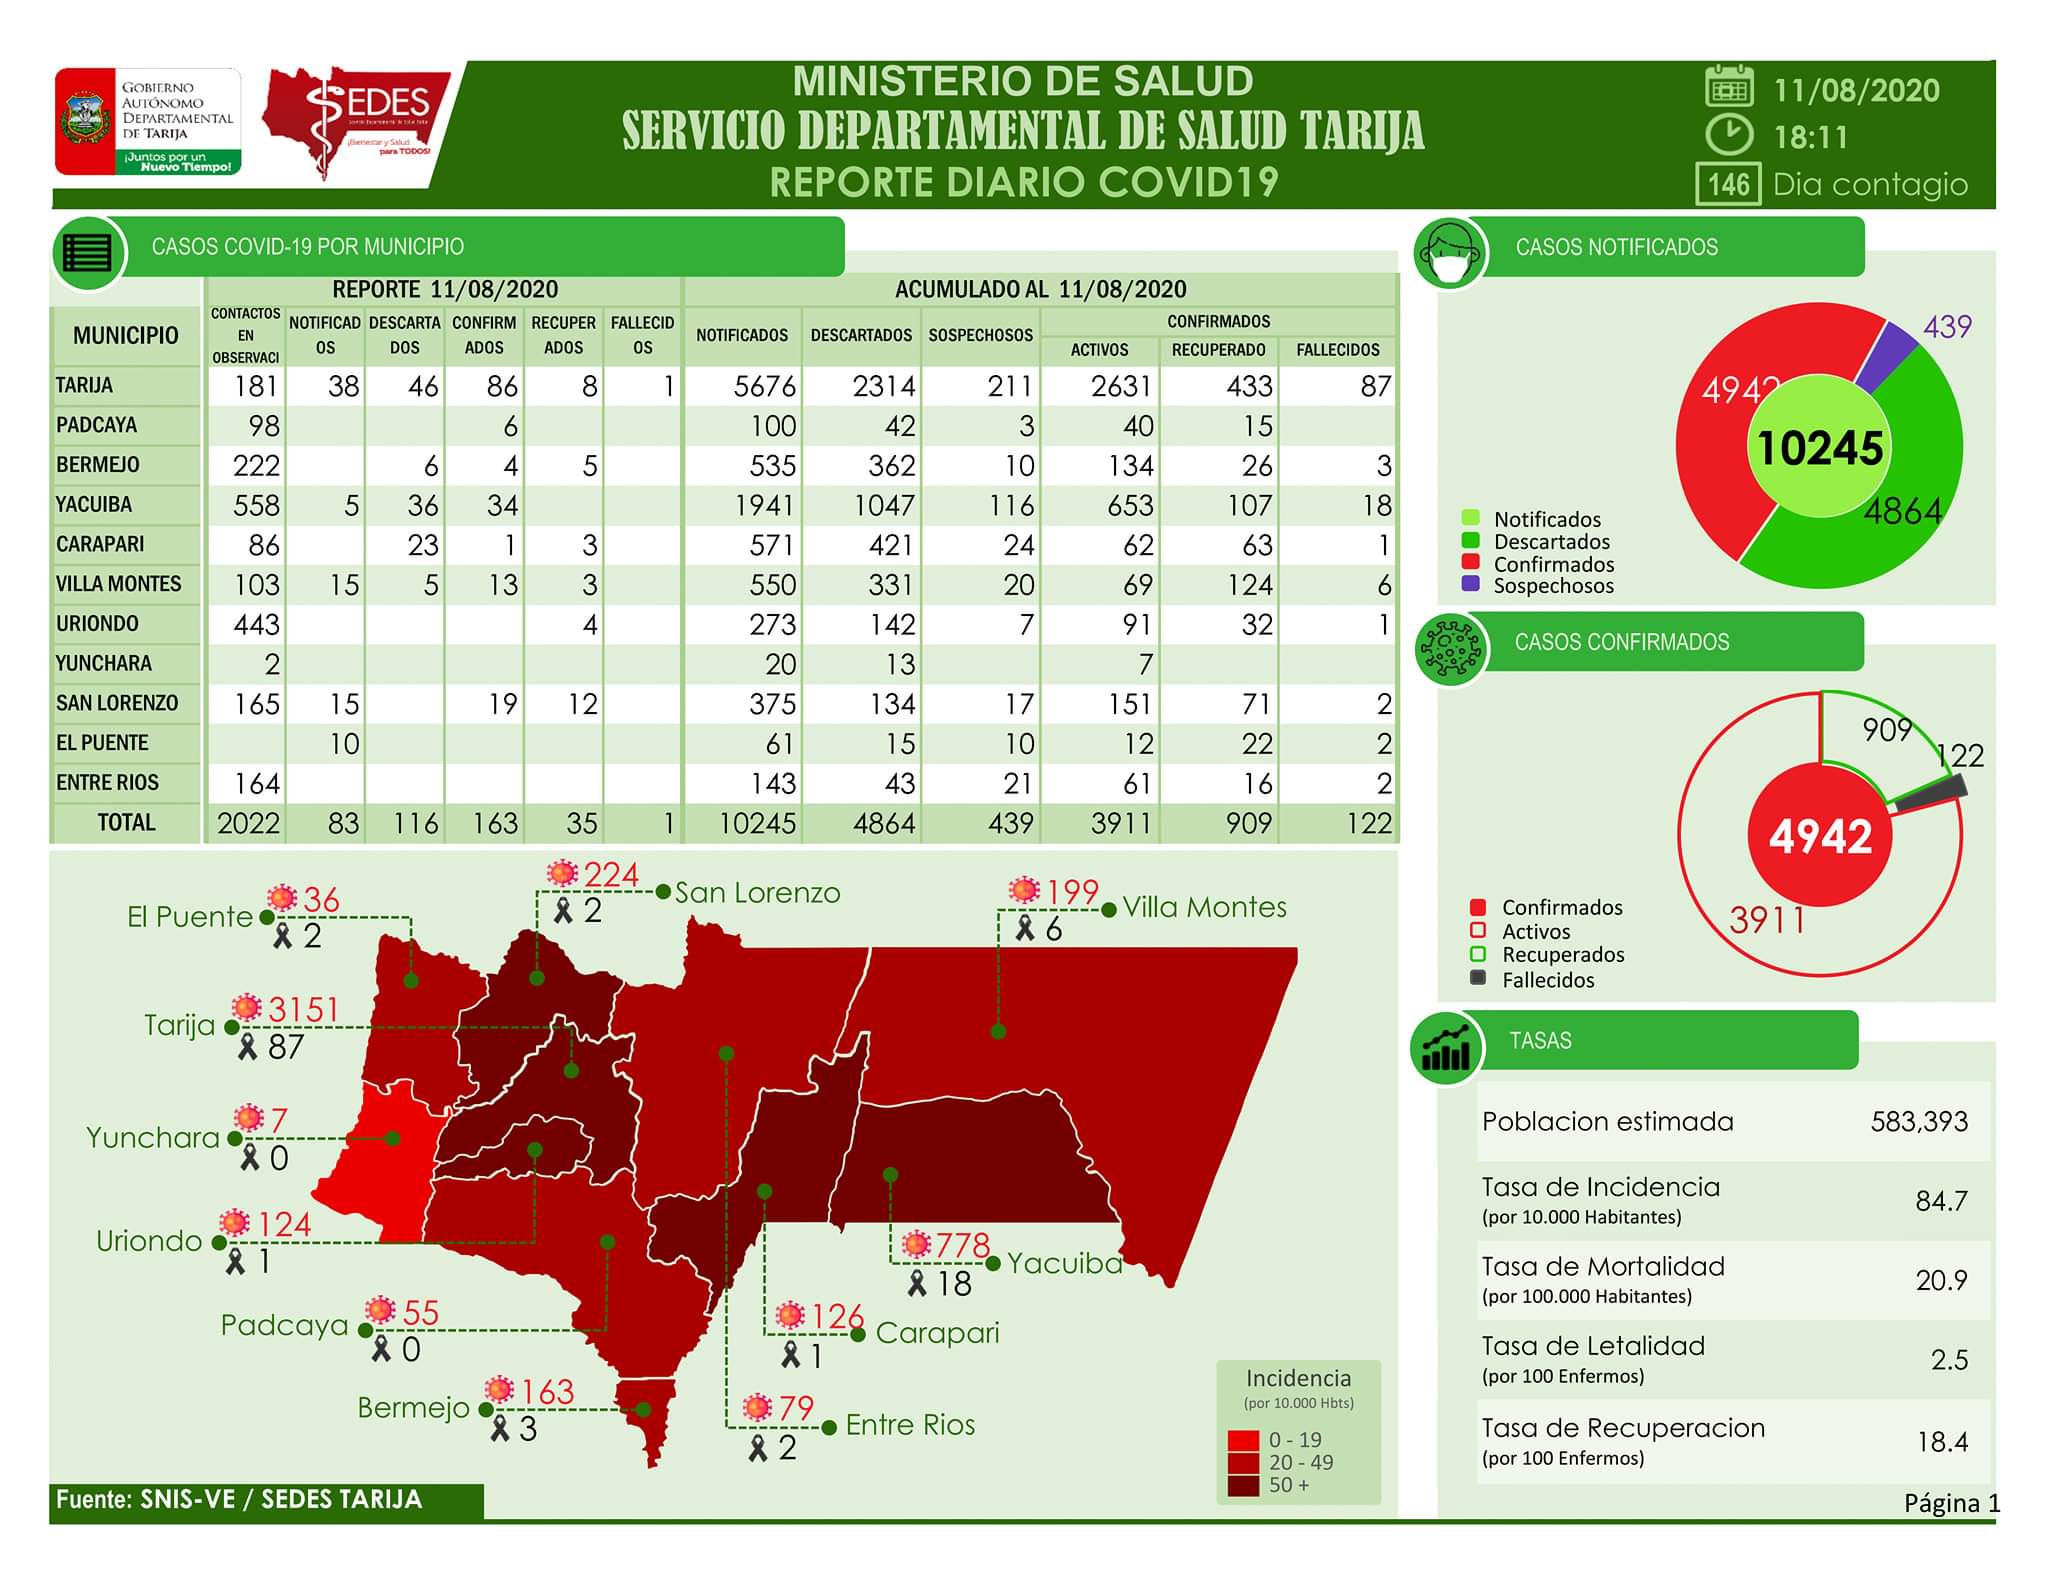 GOBIERNO
AUTÓNOMO
DEPARTAMENTAL
DE TARIJA
¡Juntos por un
Nuevo Tiempo!
SEDES
¡Bienestar y Salud
para TODOS!
MINISTERIO DE SALUD
SERVICIO DEPARTAMENTAL DE SALUD TARIJA
REPORTE DIARIO COVID19
11/08/2020
18:11
146 Dia contagio
CASOS COVID-19 POR MUNICIPIO
REPORTE 11/08/2020 ACUMULADO AL 11/08/2020
MUNICIPIO CONTACTOS EN OBSERVACI NOTIFICADOS DESCARTADOS CONFIRMADOS RECUPERADOS FALLECIDOS NOTIFICADOS DESCARTADOS SOSPECHOSOS CONFIRMADOS
ACTIVOS RECUPERADO FALLECIDOS
TARIJA 181 38 46 86 8 1 5676 2314 211 2631 433 87
PADCAYA 98 6 100 42 3 40 15
BERMEJO 222 6 4 5 535 362 10 134 26 3
YACUIBA 558 5 36 34 1941 1047 116 653 107 18
CARAPARI 86 23 1 3 571 421 24 62 63 1
VILLA MONTES 103 15 5 13 3 550 331 20 69 124 6
URIONDO 443 4 273 142 7 91 32 1
YUNCHARA 2 20 13 7
SAN LORENZO 165 15 19 12 375 134 17 151 71 2
EL PUENTE 10 61 15 10 12 22 2
ENTRE RIOS 164 143 43 21 61 16 2
TOTAL 2022 83 116 163 35 1 10245 4864 439 3911 909 122
El Puente 36
2
224 San Lorenzo
2
199 Villa Montes
6
Tarija 3151
87
Yunchara 7
0
Uriondo 124
1
Padcaya 55
0
Bermejo 163
3
778 Yacuiba
18
126 Carapari
1
79 Entre Rios
2
Incidencia
(por 10.000 Hbts)
0 - 19
20 - 49
50 +
Fuente: SNIS-VE / SEDES TARIJA
CASOS NOTIFICADOS
439
4942
10245
4864
Notificados
Descartados
Confirmados
Sospechosos
CASOS CONFIRMADOS
909
122
4942
3911
Confirmados
Activos
Recuperados
Fallecidos
TASAS
Poblacion estimada 583,393
Tasa de Incidencia 84.7
(por 10.000 Habitantes)
Tasa de Mortalidad 20.9
(por 100.000 Habitantes)
Tasa de Letalidad 2.5
(por 100 Enfermos)
Tasa de Recuperacion 18.4
(por 100 Enfermos)
Página 1